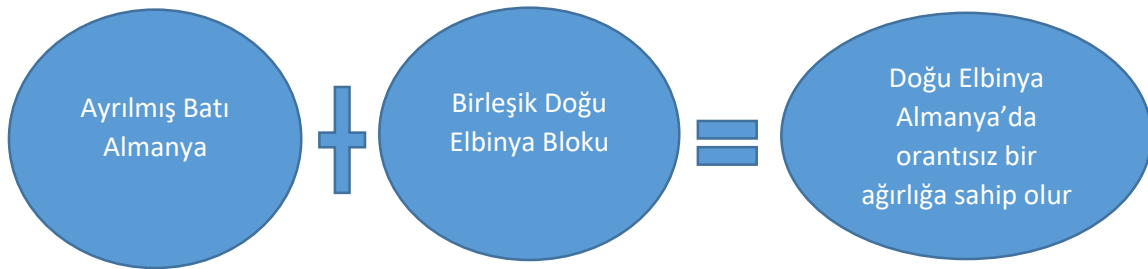 Ayrılmış Batı
Almanya
Birleşik Doğu
Elbinya Bloku
Doğu Elbinya
Almanya’da
orantısız bir
ağırlığa sahip olur